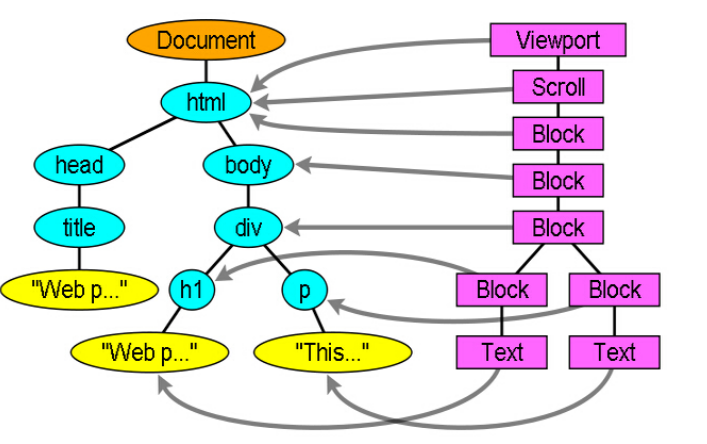 Document
Viewport
html
Scroll
Block
head
body
Block
title
div
Block
"Web p..."
h1
p
Block
Block
"Web p..."
"This..."
Text
Text